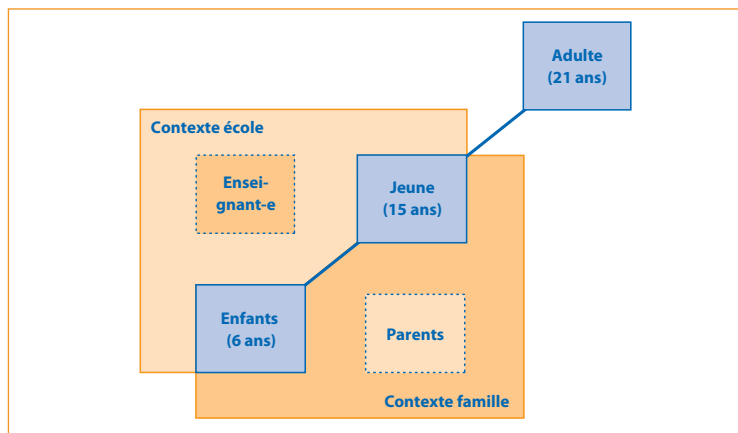 Adulte
(21 ans)
Contexte école
Ensei-
gnant-e
Jeune
(15 ans)
Enfants
(6 ans)
Parents
Contexte famille